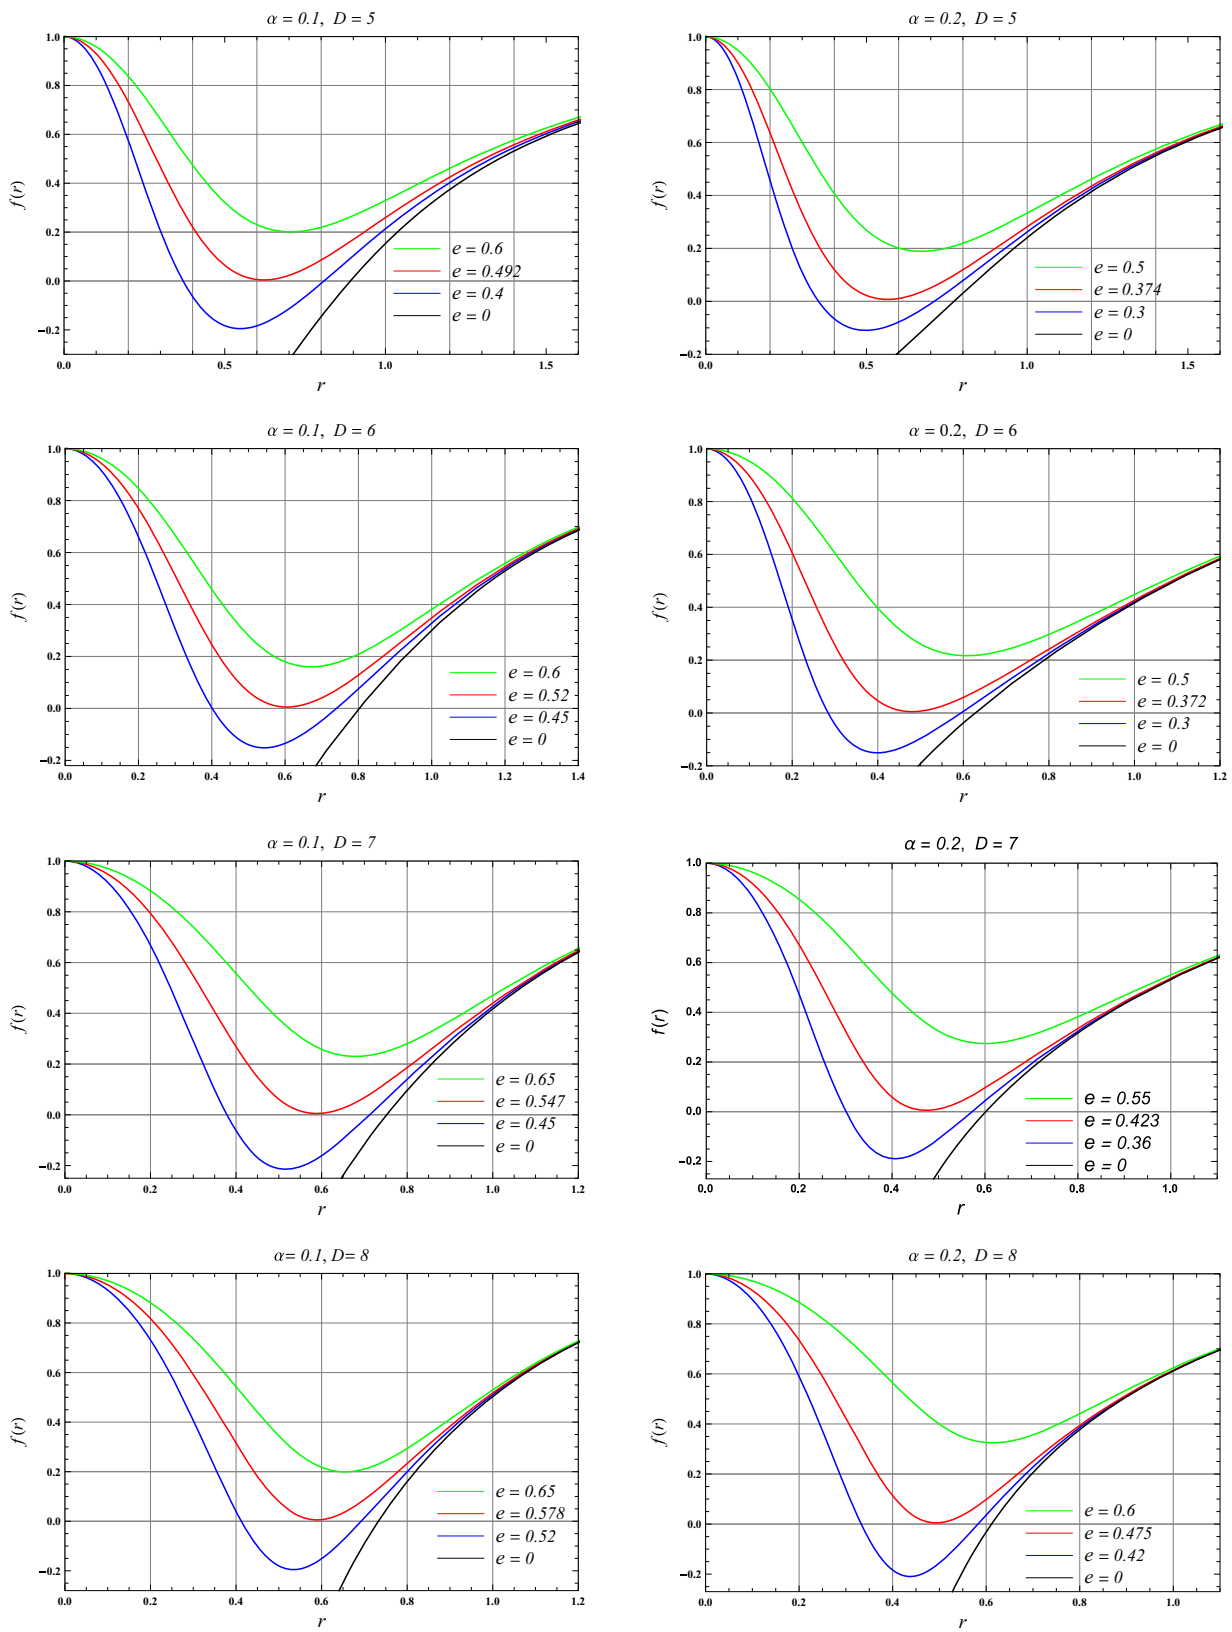 α = 0.1, D = 5
1.0
0.8
0.6
0.4
0.2
0.0
−0.2
f(r)
e = 0.6
e = 0.492
e = 0.4
e = 0
0.0 0.5 1.0 1.5
r
α = 0.2, D = 5
1.0
0.8
0.6
0.4
0.2
0.0
−0.2
f(r)
e = 0.5
e = 0.374
e = 0.3
e = 0
0.0 0.5 1.0 1.5
r
α = 0.1, D = 6
1.0
0.8
0.6
0.4
0.2
0.0
−0.2
f(r)
e = 0.6
e = 0.52
e = 0.45
e = 0
0.0 0.2 0.4 0.6 0.8 1.0 1.2 1.4
r
α = 0.2, D = 6
1.0
0.8
0.6
0.4
0.2
0.0
−0.2
f(r)
e = 0.5
e = 0.372
e = 0.3
e = 0
0.0 0.2 0.4 0.6 0.8 1.0 1.2
r
α = 0.1, D = 7
1.0
0.8
0.6
0.4
0.2
0.0
−0.2
f(r)
e = 0.65
e = 0.547
e = 0.45
e = 0
0.0 0.2 0.4 0.6 0.8 1.0 1.2
r
α = 0.2, D = 7
1.0
0.8
0.6
0.4
0.2
0.0
−0.2
f(r)
e = 0.55
e = 0.423
e = 0.36
e = 0
0.0 0.2 0.4 0.6 0.8 1.0
r
α= 0.1, D= 8
1.0
0.8
0.6
0.4
0.2
0.0
−0.2
f(r)
e = 0.65
e = 0.578
e = 0.52
e = 0
0.0 0.2 0.4 0.6 0.8 1.0 1.2
r
α = 0.2, D = 8
1.0
0.8
0.6
0.4
0.2
0.0
−0.2
f(r)
e = 0.6
e = 0.475
e = 0.42
e = 0
0.0 0.2 0.4 0.6 0.8 1.0
r